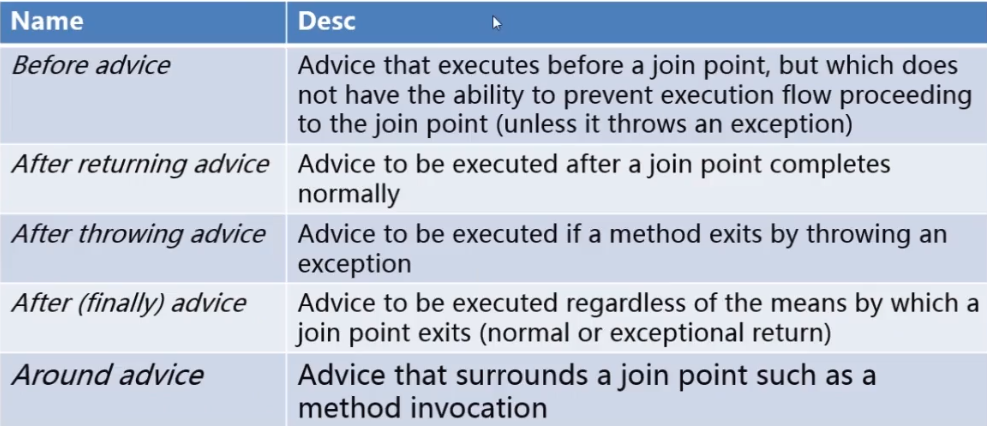 Name
Desc
Before advice
Advice that executes before a join point, but which does
not have the ability to prevent execution flow proceeding
to the join point (unless it throws an exception)
After returning advice
Advice to be executed after a join point completes
normally
After throwing advice
Advice to be executed if a method exits by throwing an
exception
After (finally) advice
Advice to be executed regardless of the means by which a
join point exits (normal or exceptional return)
Around advice
Advice that surrounds a join point such as a
method invocation